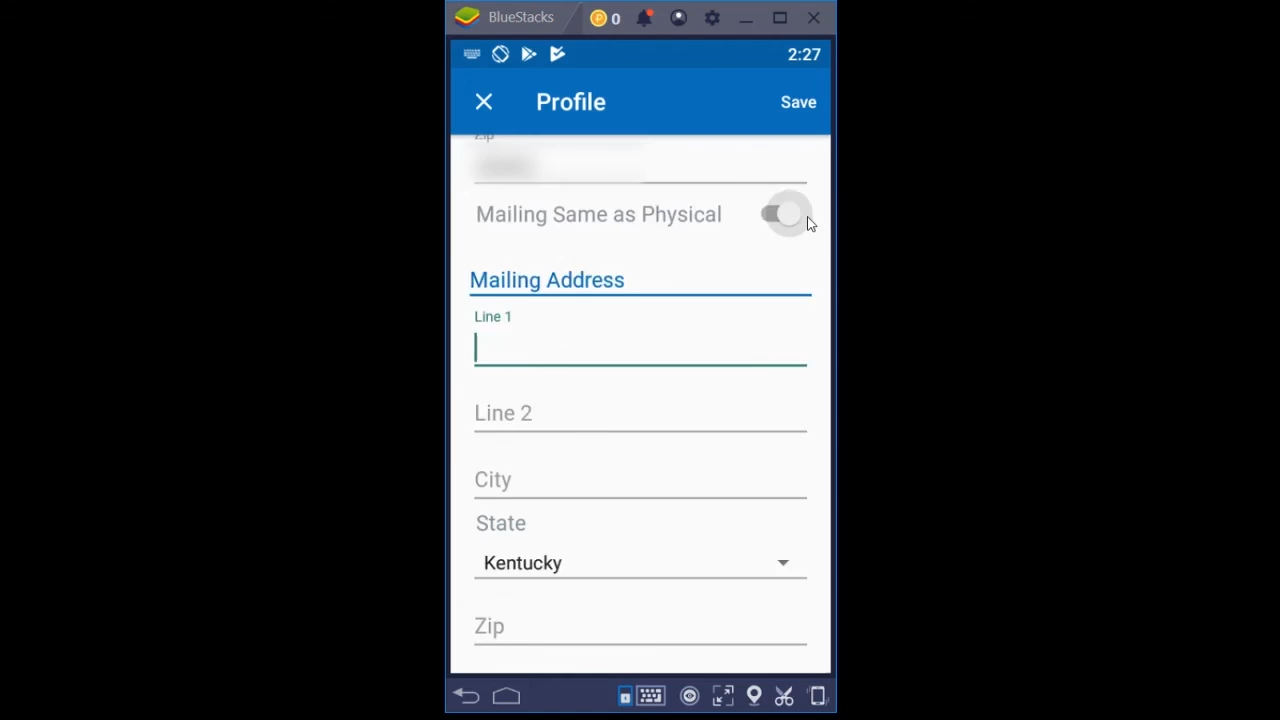 BlueStacks
0
2:27
Profile
Save
Zip
Mailing Same as Physical
Mailing Address
Line 1
Line 2
City
State
Kentucky
Zip